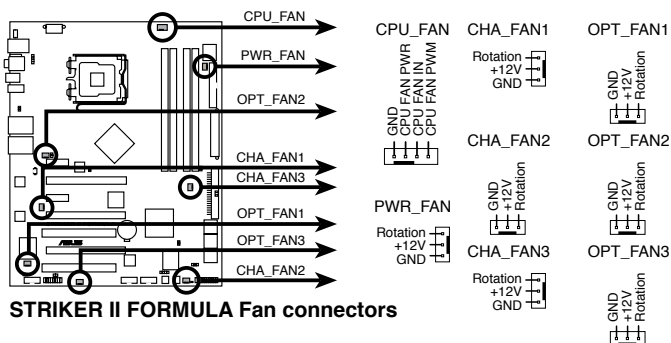 CPU_FAN
PWR_FAN
OPT_FAN2
CHA_FAN1
CHA_FAN3
OPT_FAN1
OPT_FAN3
CHA_FAN2
/ISUS
STRIKER II FORMULA Fan connectors
CPU_FAN
GND
CPU FAN PWR
CPU FAN IN
CPU FAN PWM
PWR_FAN
Rotation
+12V
GND
CHA_FAN1
Rotation
+12V
GND
CHA_FAN2
GND
+12V
Rotation
CHA_FAN3
Rotation
+12V
GND
OPT_FAN1
GND
+12V
Rotation
OPT_FAN2
GND
+12V
Rotation
OPT_FAN3
GND
+12V
Rotation